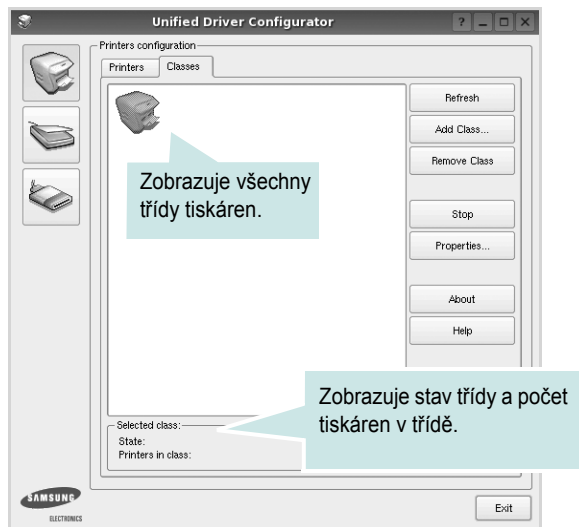 Unified Driver Configurator
Printers configuration
Printers Classes
Refresh
Add Class...
Remove Class
Zobrazuje všechny
třídy tiskáren.
Stop
Properties...
About
Help
Zobrazuje stav třídy a počet
tiskáren v třídě.
Selected class:
State:
Printers in class:
SAMSUNG
ELECTRONICS
Exit